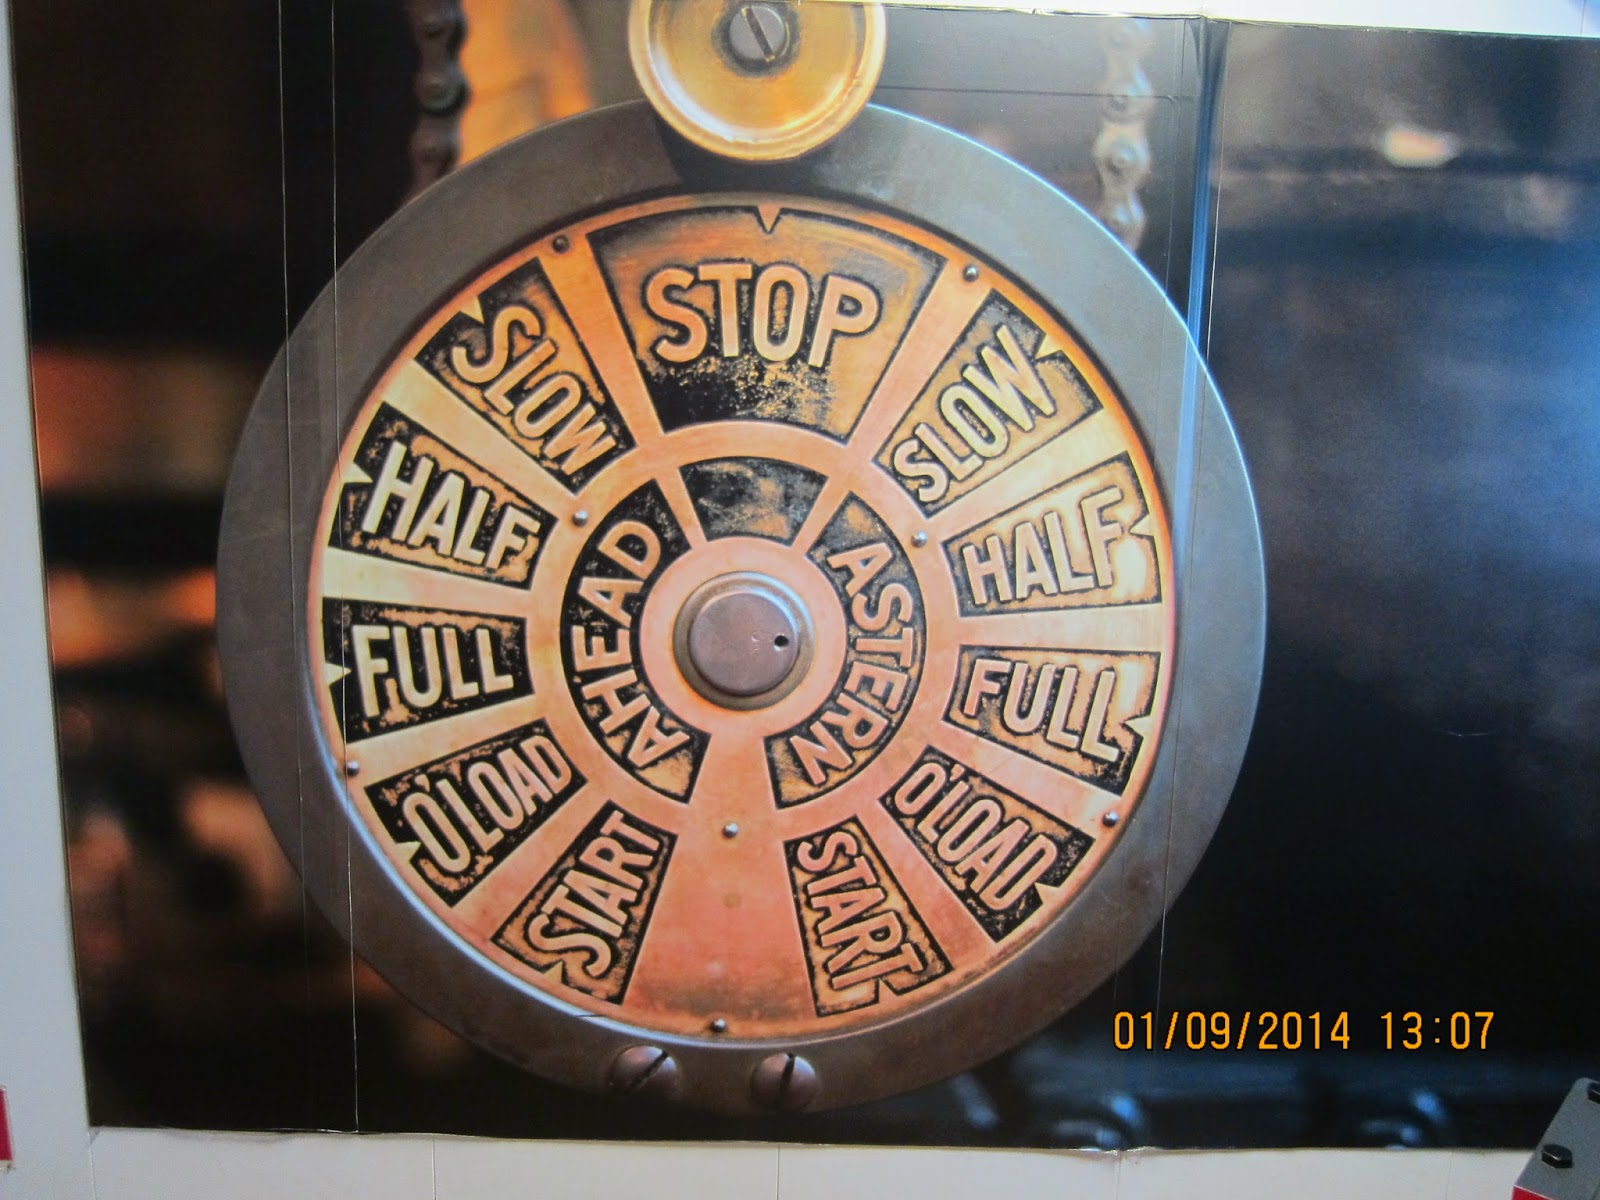 STOP
SLOW
SLOW
HALF
HALF
AHEAD
ASTERN
FULL
FULL
O'LOAD
O'LOAD
START
START
01/09/2014 13:07